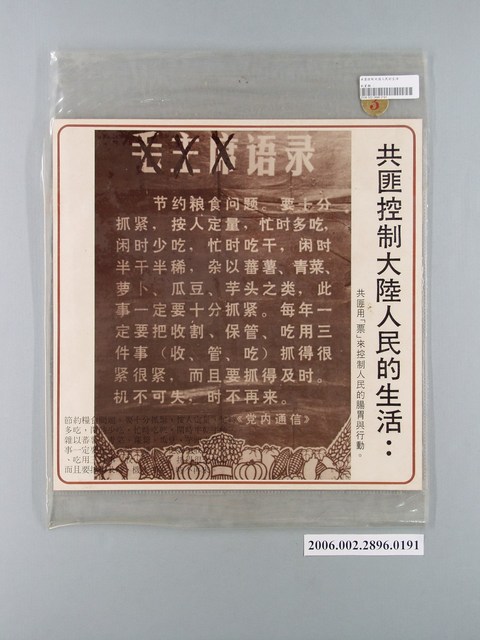 共匪控制大陸人民的生活：
共匪用「票」來控制人民的腸胃與行動。
毛主席语录
节约粮食问题。要十分
抓紧，按人定量，忙时多吃，
闲时少吃，忙时吃干，闲时
半干半稀，杂以蕃薯、青菜、
萝卜、瓜豆、芋头之类，此
事一定要十分抓紧。每年一
定要把收割、保管、吃用三
件事（收、管、吃）抓得很
紧很紧，而且要抓得及时。
机不可失，时不再来。
《党内通信》
3
2006.002.2896.0191